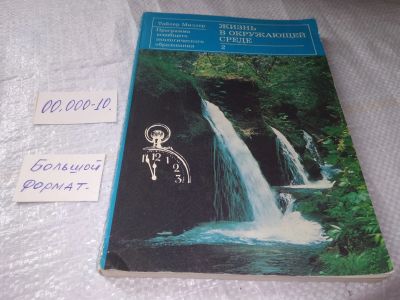 Тайлер Миллер
Программа
всеобщего
экологического
образования
ЖИЗНЬ
В ОКРУЖАЮЩЕЙ
СРЕДЕ
2
00.000-10.
Большой
формат.
11 12 1
2
3